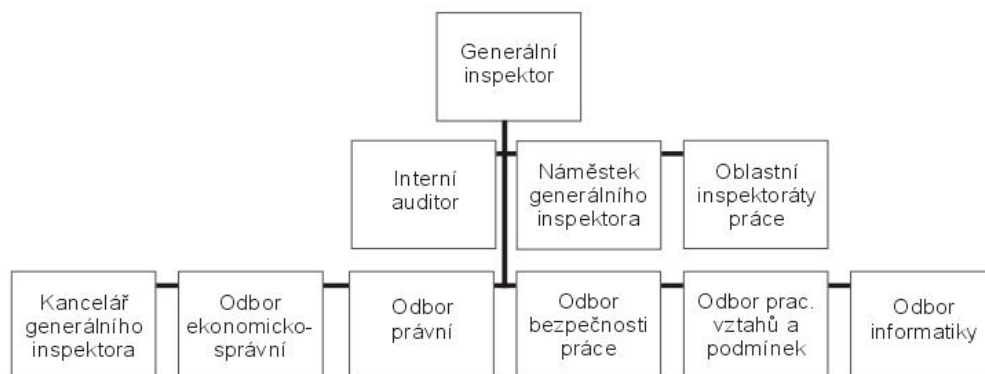 Generální
inspektor
Interní
auditor
Náměstek
generálního
inspektora
Oblastní
inspektoráty
práce
Kancelář
generálního
inspektora
Odbor
ekonomicko-
správní
Odbor
právní
Odbor
bezpečnosti
práce
Odbor prac.
vztahů a
podmínek
Odbor
informatiky